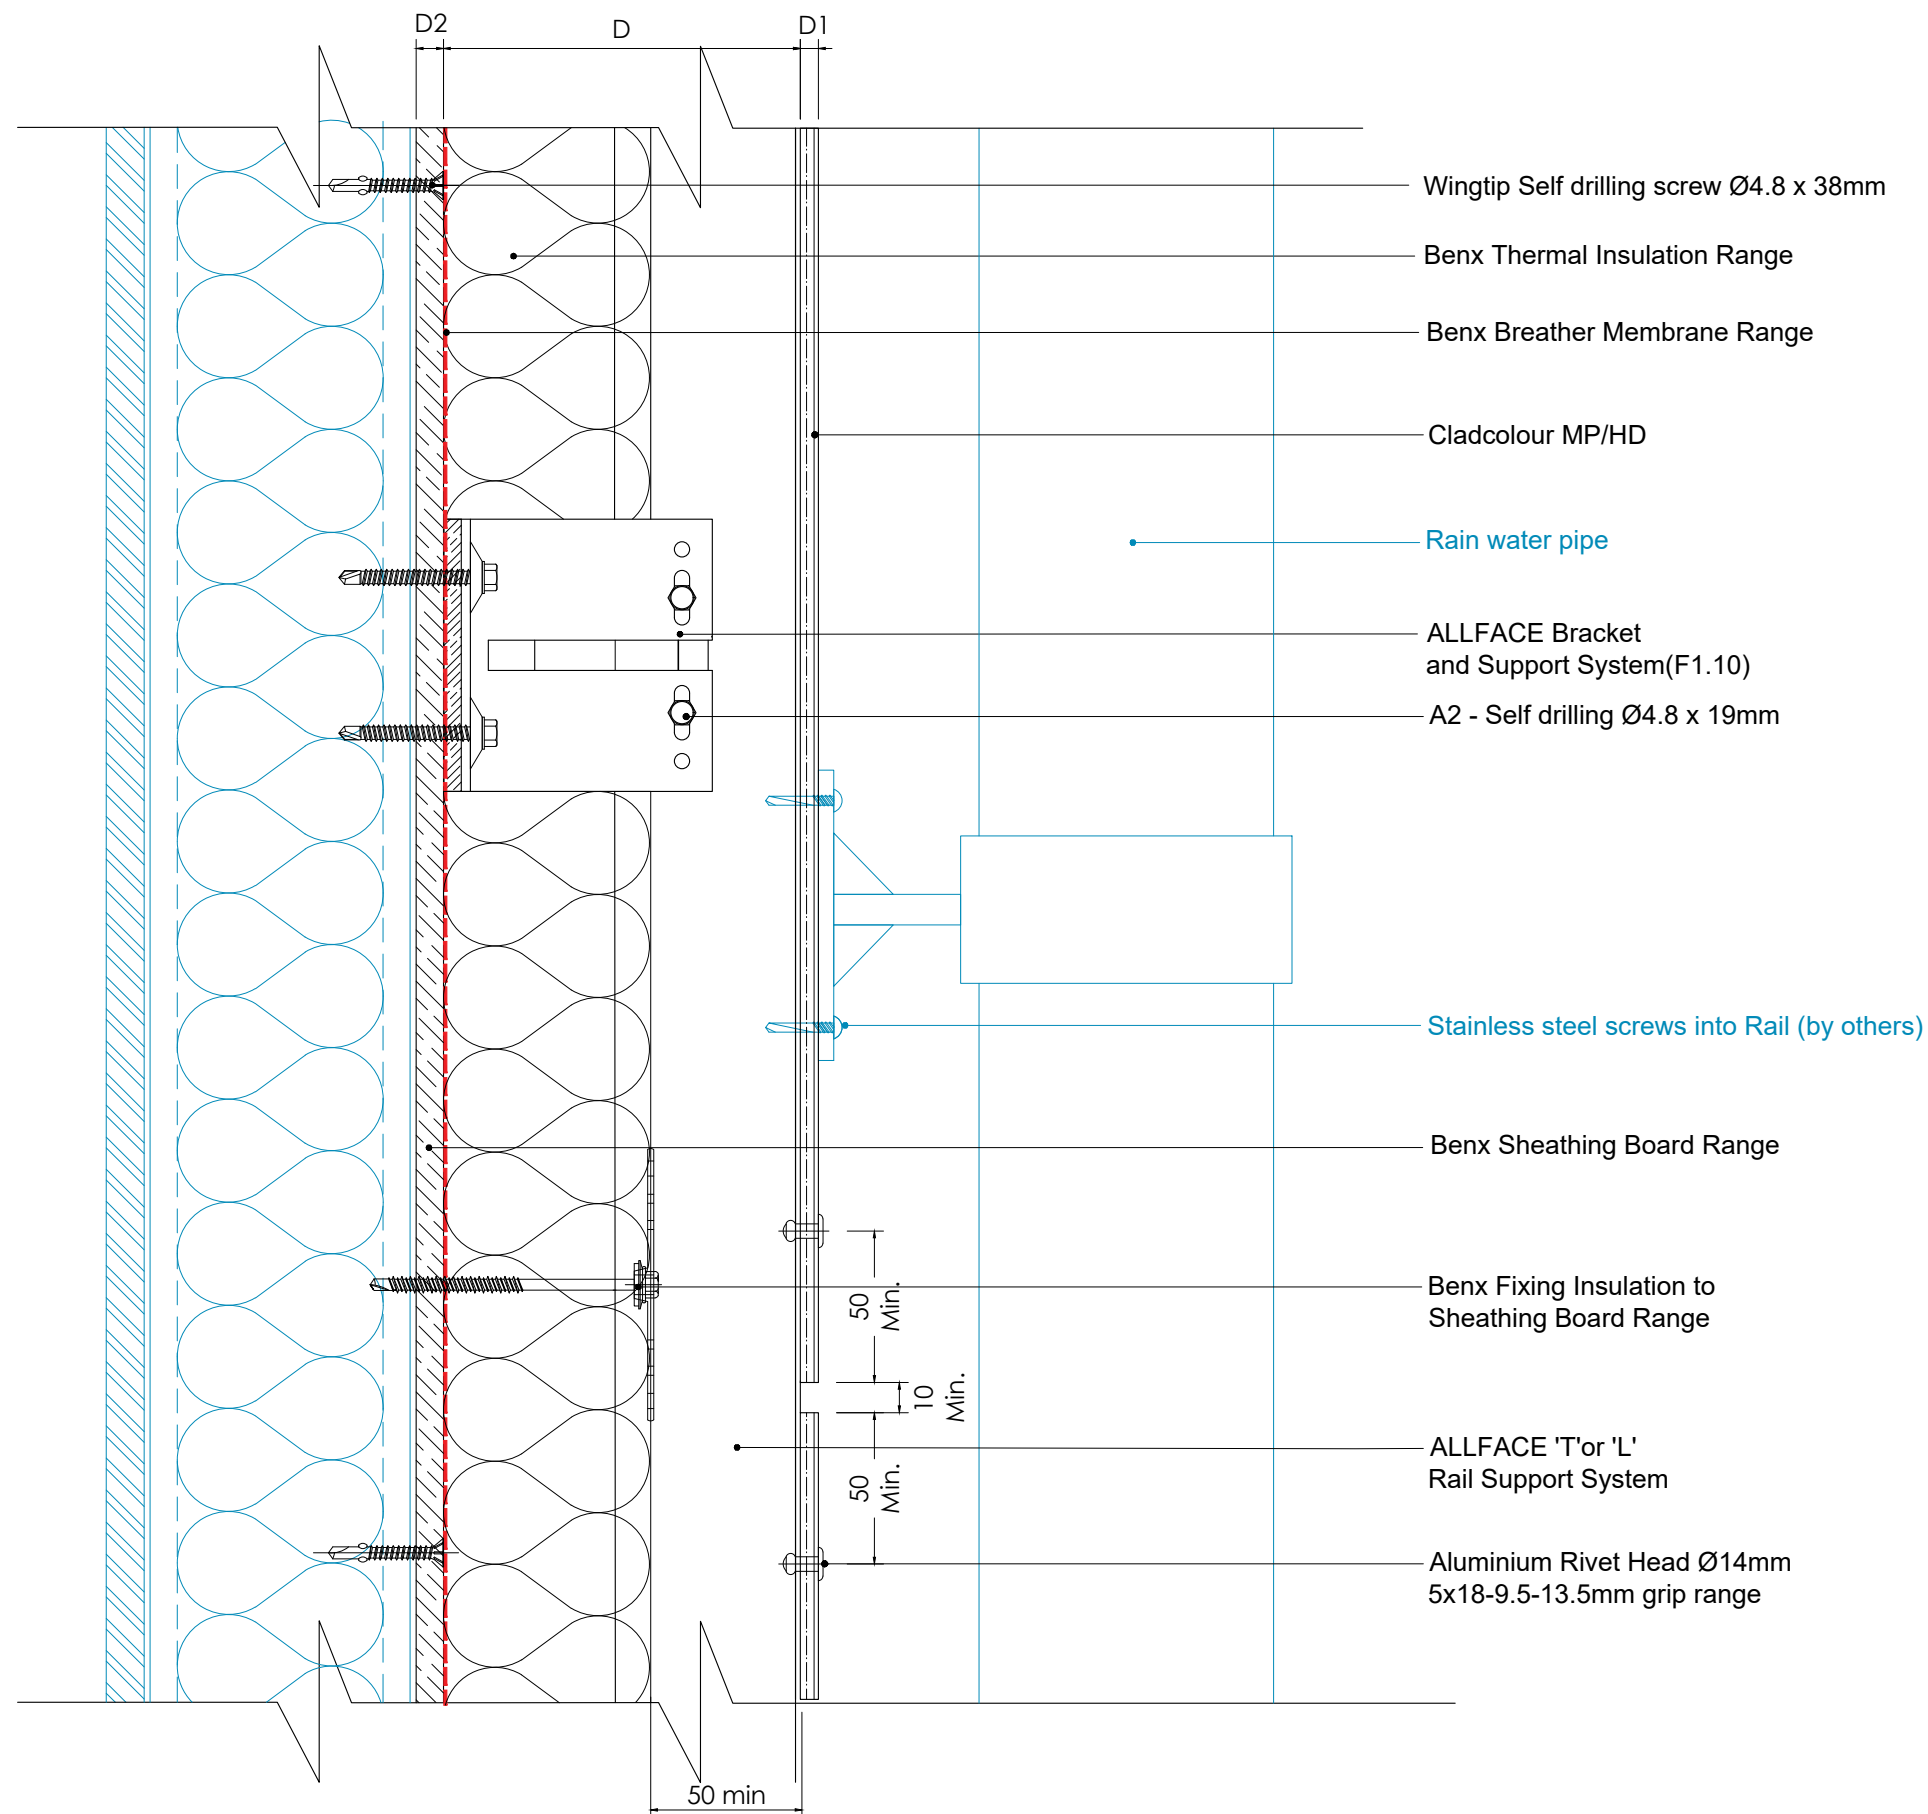 D2
D
D1
Wingtip Self drilling screw Ø4.8 x 38mm
Benx Thermal Insulation Range
Benx Breather Membrane Range
Cladcolour MP/HD
Rain water pipe
ALLFACE Bracket
and Support System(F1.10)
A2 - Self drilling Ø4.8 x 19mm
Stainless steel screws into Rail (by others)
Benx Sheathing Board Range
Benx Fixing Insulation to
Sheathing Board Range
50
Min.
10
Min.
50
Min.
ALLFACE 'T'or 'L'
Rail Support System
Aluminium Rivet Head Ø14mm
5x18-9.5-13.5mm grip range
50 min